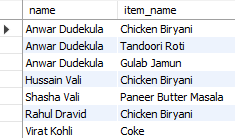 name item_name
Anwar Dudekula Chicken Biryani
Anwar Dudekula Tandoori Roti
Anwar Dudekula Gulab Jamun
Hussain Vali Chicken Biryani
Shasha Vali Paneer Butter Masala
Rahul Dravid Chicken Biryani
Virat Kohli Coke